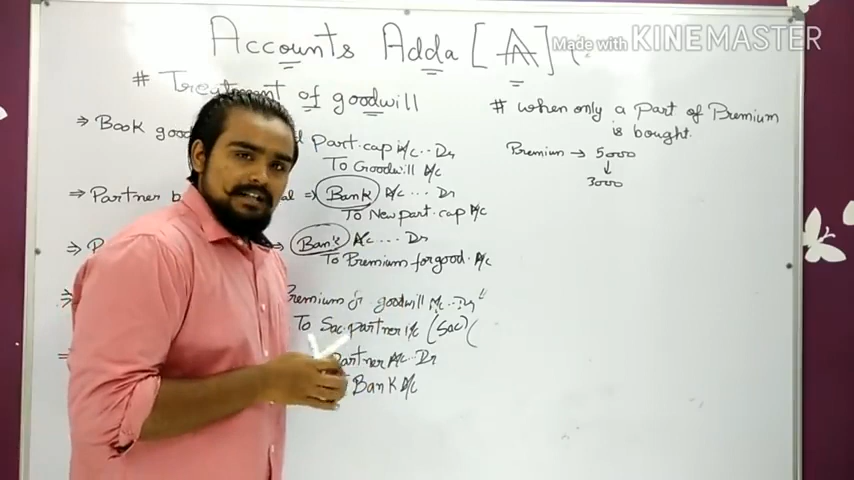 Accounts Adda [A] (
Made with KINEMASTER
# Treatment of goodwill
⇒ Book good
Part. cap A/c .. Dr
To Goodwill A/c
⇒ Partner b al ⇒ Bank A/c ... Dr
To New part. cap A/c
⇒ P ⇒ Bank A/c ... Dr
To Premium for good. A/c
Premium for goodwill A/c .. Dr
To Sac. partner A/c (Sac) (
Partner A/c .. Dr
Bank A/c
# when only a Part of Premium
is bought.
Premium → 5000
↓
3000